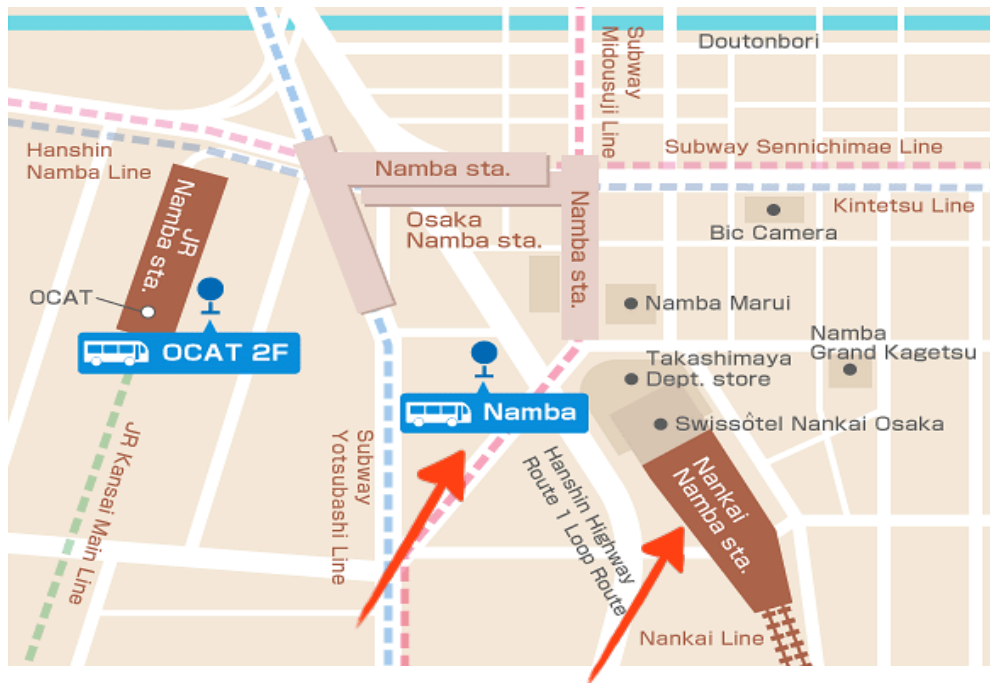 Doutonbori
Subway
Midousuji Line
Hanshin
Namba Line
Namba sta.
Subway Sennichimae Line
Kintetsu Line
JR
Namba sta.
Osaka
Namba sta.
Namba sta.
Bic Camera
OCAT
OCAT 2F
Namba Marui
Namba
Grand Kagetsu
Takashimaya
Dept. store
Namba
Swissôtel Nankai Osaka
JR Kansai Main Line
Subway
Yotsubashi Line
Hanshin Highway
Route 1 Loop Route
Nankai
Namba sta.
Nankai Line